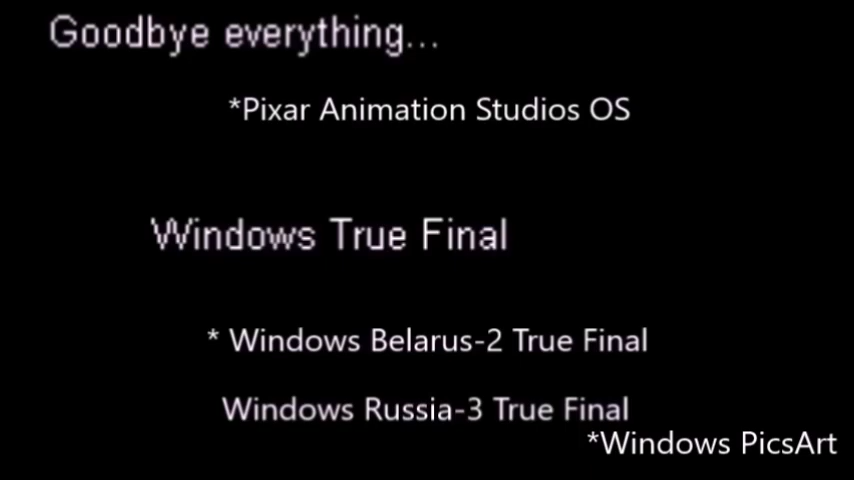 Goodbye everything...
*Pixar Animation Studios OS
Windows True Final
* Windows Belarus-2 True Final
Windows Russia-3 True Final
*Windows PicsArt